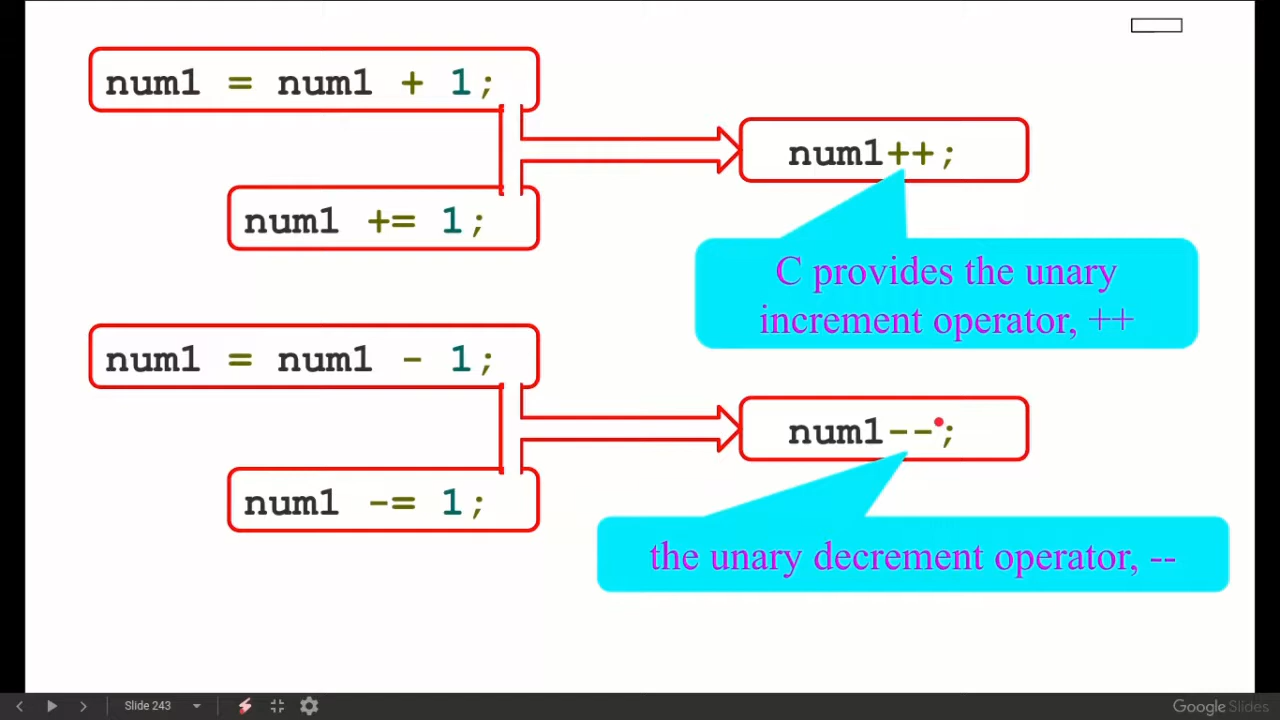 num1 = num1 + 1;
num1++;
num1 += 1;
C provides the unary
increment operator, ++
num1 = num1 - 1;
num1--;
num1 -= 1;
the unary decrement operator, --
Slide 243
Google Slides